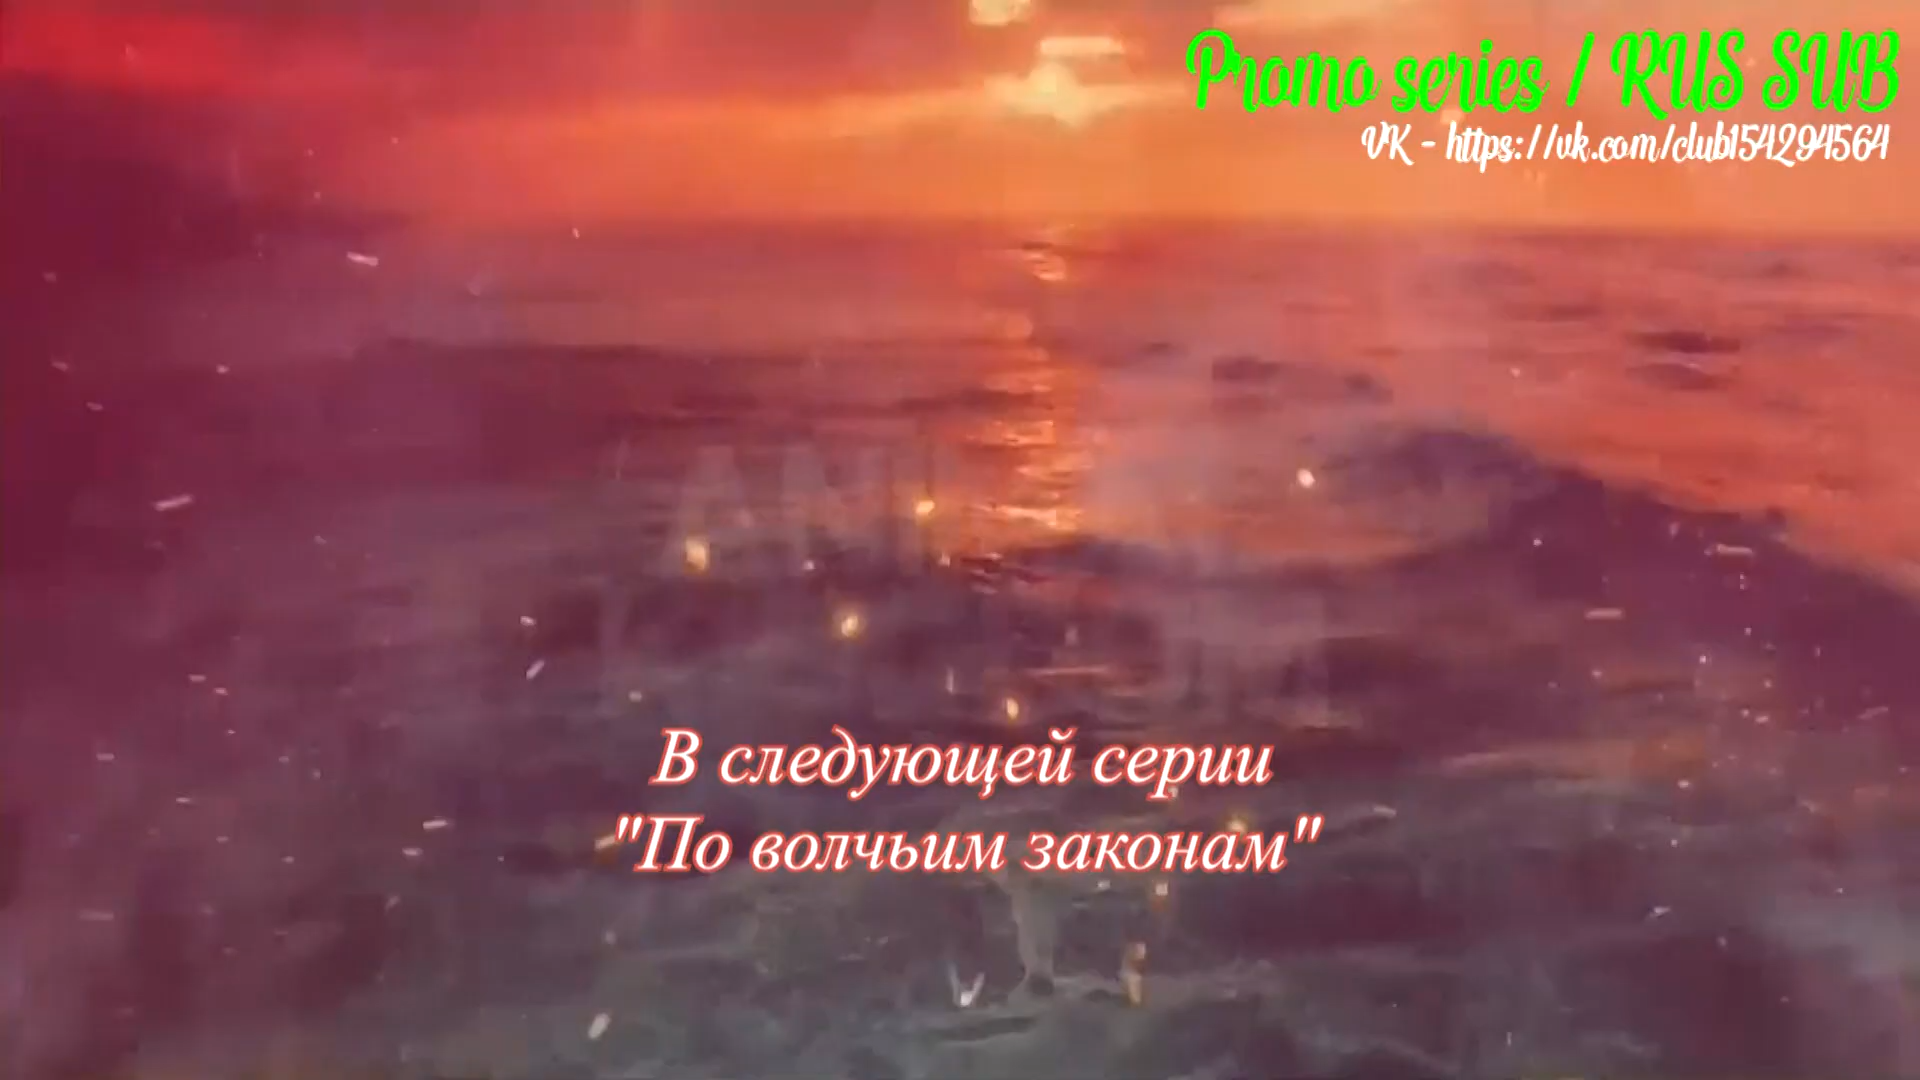 Promo series / RUS SUB
VK - https://vk.com/club154294564
В следующей серии
"По волчьим законам"